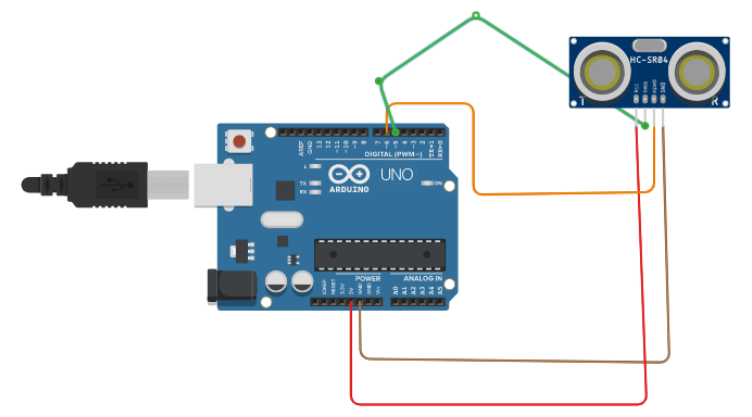 HC-SR04
VCC
TRIG
ECHO
GND
T
R
AREF
GND
13
12
~11
~10
~9
8
7
~6
~5
4
~3
2
TX→1
RX←0
DIGITAL (PWM~)
L
TX
RX
ARDUINO
UNO
ON
POWER
ANALOG IN
IOREF
RESET
3.3V
5V
GND
GND
Vin
A0
A1
A2
A3
A4
A5